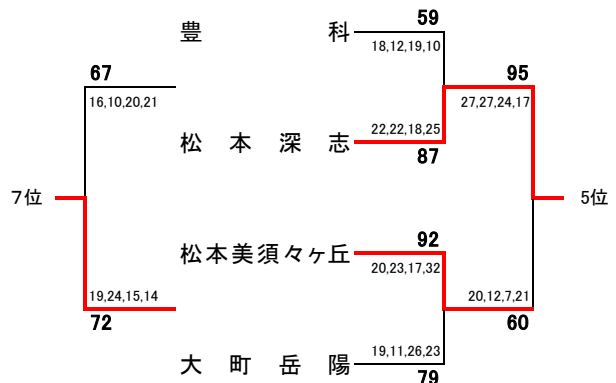 豊科
59
18,12,19,10
67
95
16,10,20,21
27,27,24,17
松本深志
22,22,18,25
87
7位
5位
松本美須々ヶ丘
92
20,23,17,32
19,24,15,14
20,12,7,21
72
60
大町岳陽
19,11,26,23
79